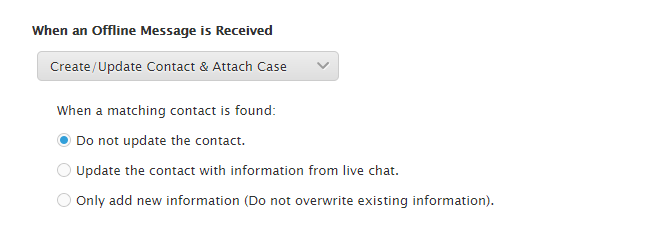 When an Offline Message is Received
Create/Update Contact & Attach Case
When a matching contact is found:
Do not update the contact.
Update the contact with information from live chat.
Only add new information (Do not overwrite existing information).